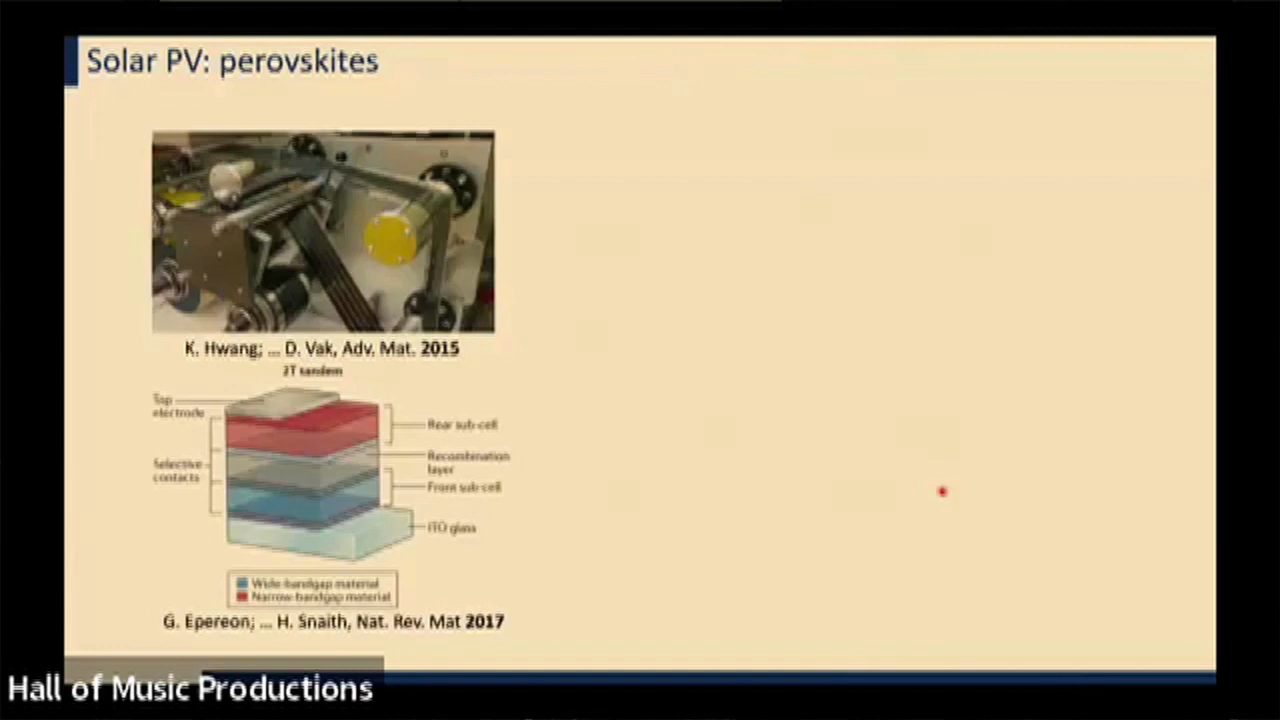 Solar PV: perovskites
K. Hwang; ... D. Vak, Adv. Mat. 2015
2T tandem
Top
electrode
Selective
contacts
Rear sub-cell
Recombination
layer
Front sub-cell
ITO glass
Wide-bandgap material
Narrow-bandgap material
G. Epereon; ... H. Snaith, Nat. Rev. Mat 2017
Hall of Music Productions